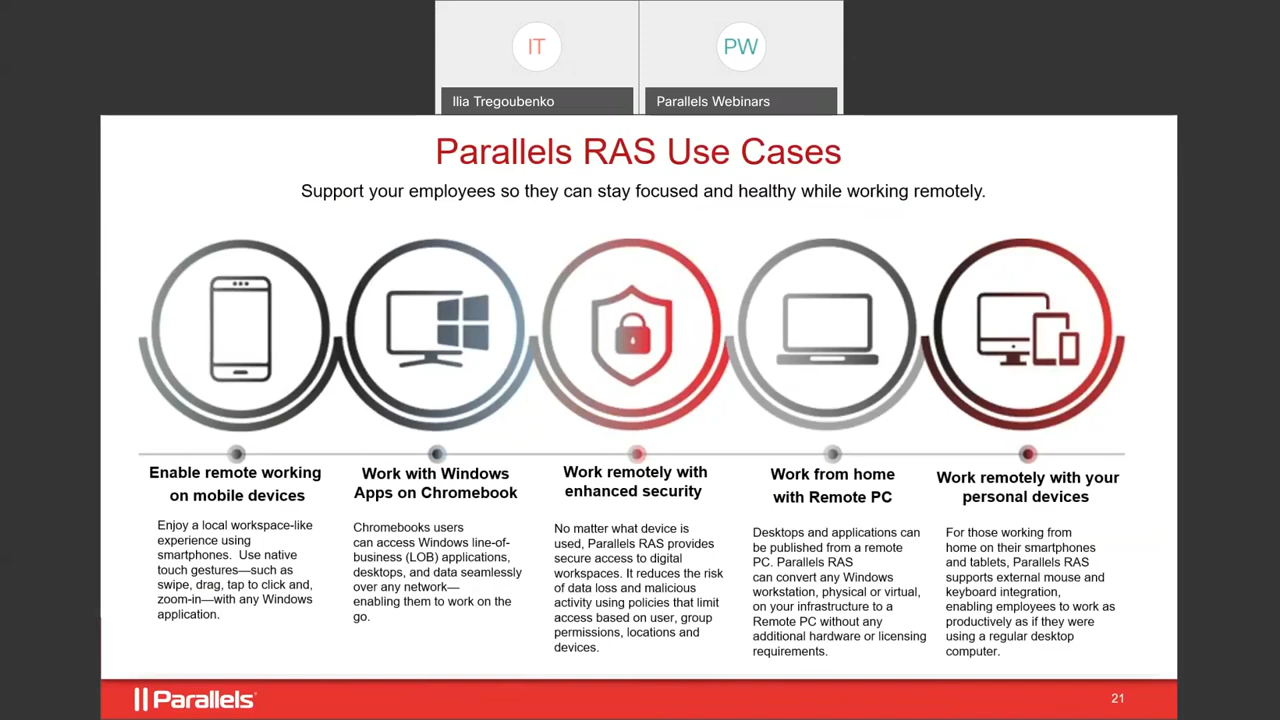 IT
PW
Ilia Tregoubenko
Parallels Webinars
Parallels RAS Use Cases
Support your employees so they can stay focused and healthy while working remotely.
Enable remote working
on mobile devices
Enjoy a local workspace-like
experience using
smartphones.  Use native
touch gestures—such as
swipe, drag, tap to click and,
zoom-in—with any Windows
application.
Work with Windows
Apps on Chromebook
Chromebooks users
can access Windows line-of-
business (LOB) applications,
desktops, and data seamlessly
over any network—
enabling them to work on the
go.
Work remotely with
enhanced security
No matter what device is
used, Parallels RAS provides
secure access to digital
workspaces. It reduces the risk
of data loss and malicious
activity using policies that limit
access based on user, group
permissions, locations and
devices.
Work from home
with Remote PC
Desktops and applications can
be published from a remote
PC. Parallels RAS
can convert any Windows
workstation, physical or virtual,
on your infrastructure to a
Remote PC without any
additional hardware or licensing
requirements.
Work remotely with your
personal devices
For those working from
home on their smartphones
and tablets, Parallels RAS
supports external mouse and
keyboard integration,
enabling employees to work as
productively as if they were
using a regular desktop
computer.
Parallels®
21